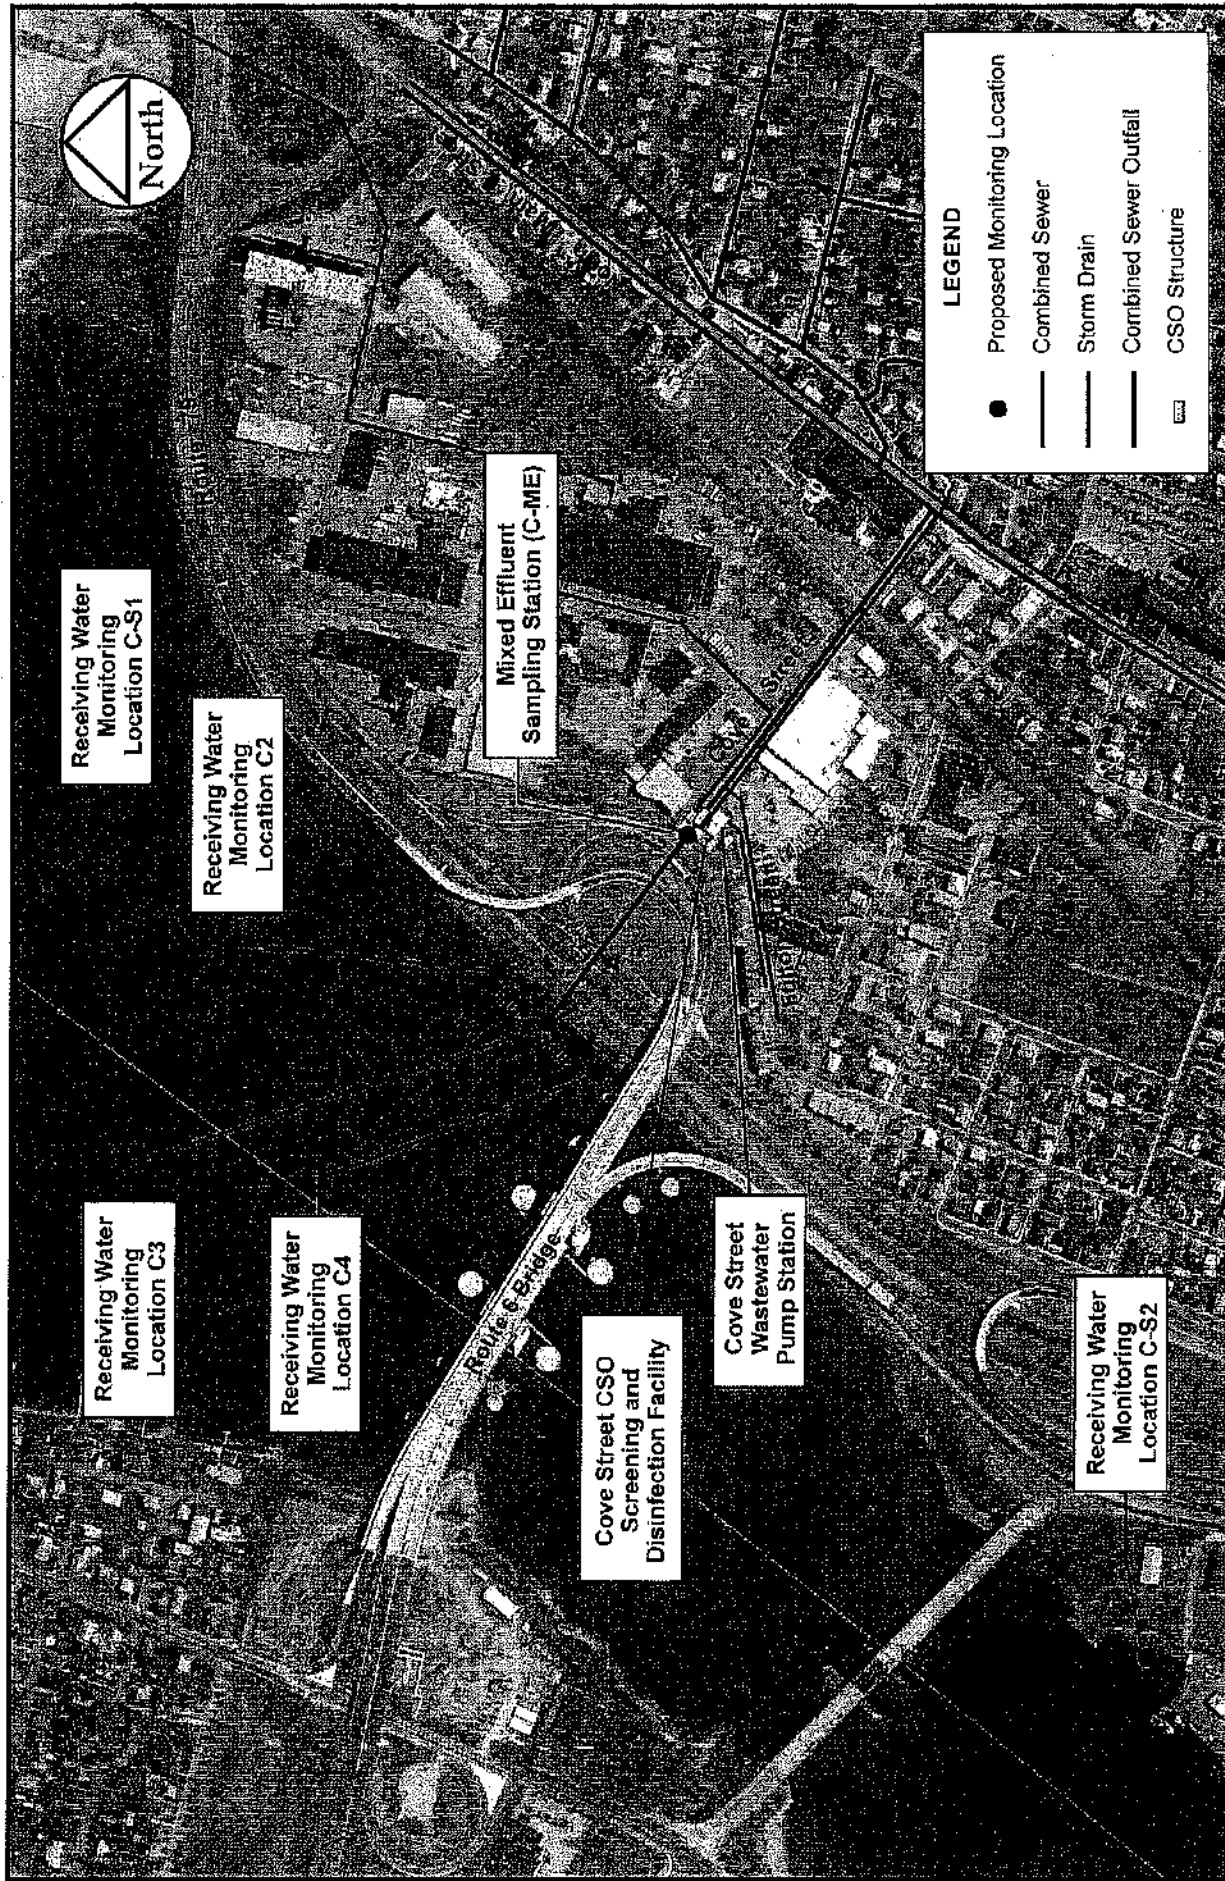 North
Receiving Water
Monitoring
Location C3
Receiving Water
Monitoring
Location C4
Receiving Water
Monitoring
Location C2
Receiving Water
Monitoring
Location C-S1
Route 6 Bridge
Cove Street CSO
Screening and
Disinfection Facility
Cove Street
Wastewater
Pump Station
Mixed Effluent
Sampling Station (C-ME)
Cove Street
Receiving Water
Monitoring
Location C-S2
LEGEND
Proposed Monitoring Location
Combined Sewer
Storm Drain
Combined Sewer Outfall
CSO Structure